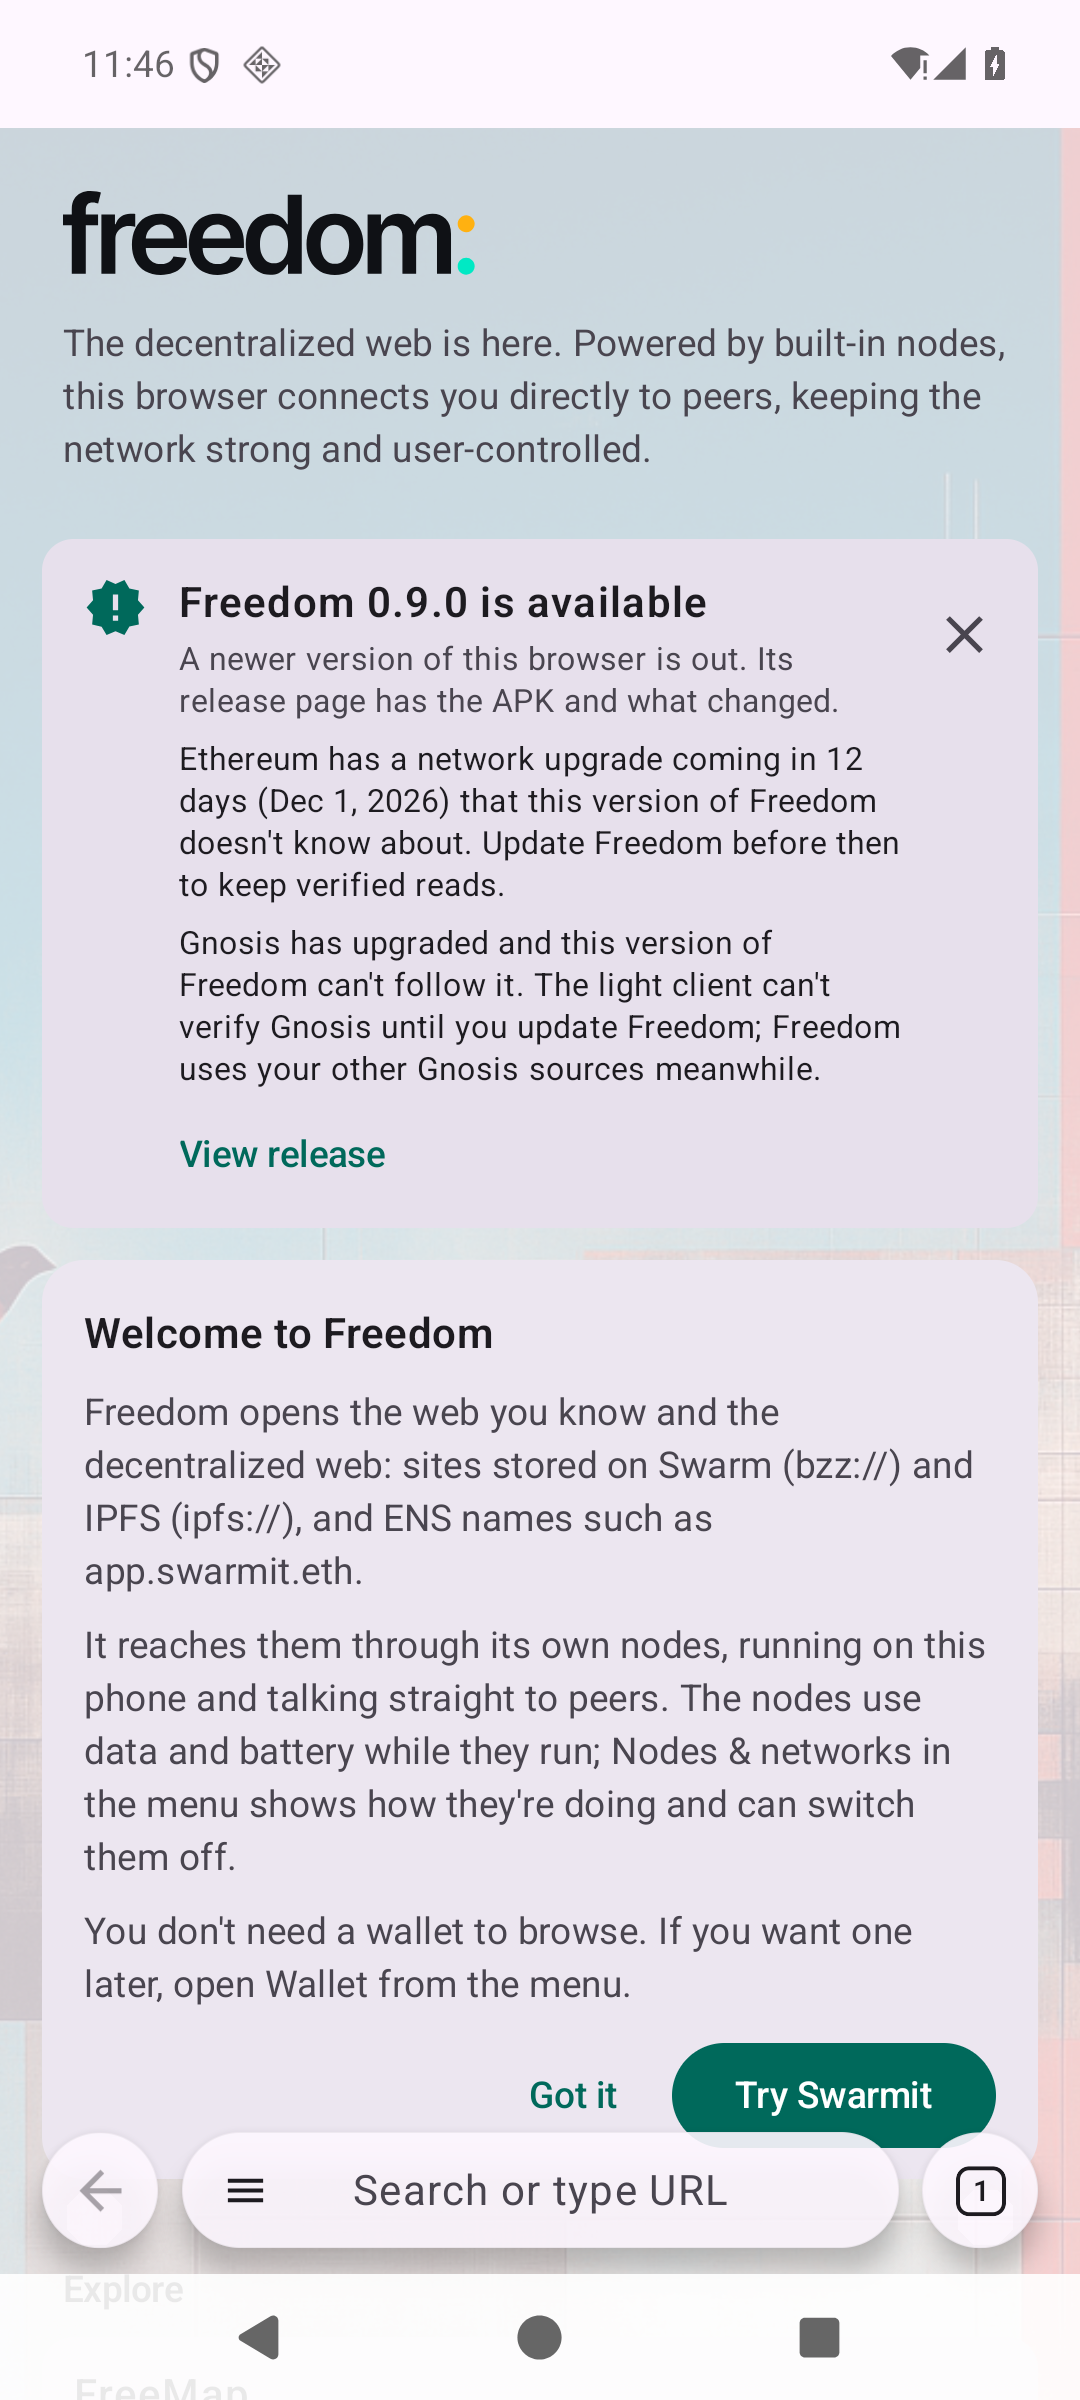 11:46
freedom:
The decentralized web is here. Powered by built-in nodes,
this browser connects you directly to peers, keeping the
network strong and user-controlled.
Freedom 0.9.0 is available
A newer version of this browser is out. Its
release page has the APK and what changed.
Ethereum has a network upgrade coming in 12
days (Dec 1, 2026) that this version of Freedom
doesn't know about. Update Freedom before then
to keep verified reads.
Gnosis has upgraded and this version of
Freedom can't follow it. The light client can't
verify Gnosis until you update Freedom; Freedom
uses your other Gnosis sources meanwhile.
View release
Welcome to Freedom
Freedom opens the web you know and the
decentralized web: sites stored on Swarm (bzz://) and
IPFS (ipfs://), and ENS names such as
app.swarmit.eth.
It reaches them through its own nodes, running on this
phone and talking straight to peers. The nodes use
data and battery while they run; Nodes & networks in
the menu shows how they're doing and can switch
them off.
You don't need a wallet to browse. If you want one
later, open Wallet from the menu.
Got it
Try Swarmit
Search or type URL
1
Explore
FreeMap